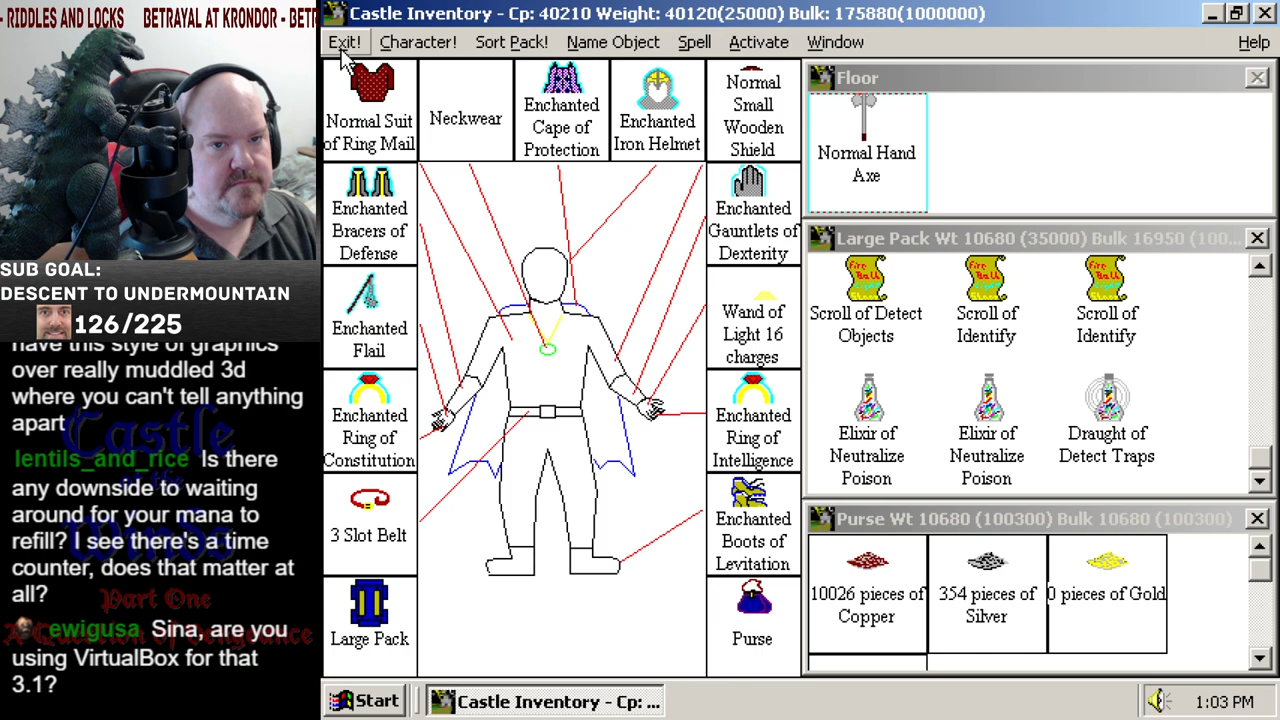 - RIDDLES AND LOCKS    BETRAYAL AT KRONDOR - BETR
SUB GOAL:
DESCENT TO UNDERMOUNTAIN
126/225
have this style of graphics
over really muddled 3d
where you can't tell anything
apart
lentils_and_rice Is there
any downside to waiting
around for your mana to
refill? I see there's a time
counter, does that matter at
all?
ewigusa Sina, are you
using VirtualBox for that
3.1?
Castle
of the
Winds
Part One
A Question of Vengeance
Castle Inventory - Cp: 40210 Weight: 40120(25000) Bulk: 175880(1000000)
Exit! Character! Sort Pack! Name Object Spell Activate Window Help
Normal Suit
of Ring Mail
Neckwear
Enchanted
Cape of
Protection
Enchanted
Iron Helmet
Normal
Small
Wooden
Shield
Enchanted
Bracers of
Defense
Enchanted
Gauntlets of
Dexterity
Enchanted
Flail
Wand of
Light 16
charges
Enchanted
Ring of
Constitution
Enchanted
Ring of
Intelligence
3 Slot Belt
Enchanted
Boots of
Levitation
Large Pack
Purse
Floor
Normal Hand
Axe
Large Pack Wt 10680 (35000) Bulk 16950 (100...
Scroll of Detect
Objects
Scroll of
Identify
Scroll of
Identify
Elixir of
Neutralize
Poison
Elixir of
Neutralize
Poison
Draught of
Detect Traps
Purse Wt 10680 (100300) Bulk 10680 (100300)
10026 pieces of
Copper
354 pieces of
Silver
0 pieces of Gold
Start
Castle Inventory - Cp: ...
1:03 PM